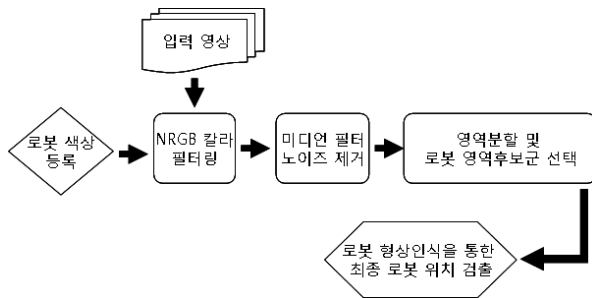 입력 영상
로봇 색상
등록
NRGB 칼라
필터링
미디언 필터
노이즈 제거
영역분할 및
로봇 영역후보군 선택
로봇 형상인식을 통한
최종 로봇 위치 검출